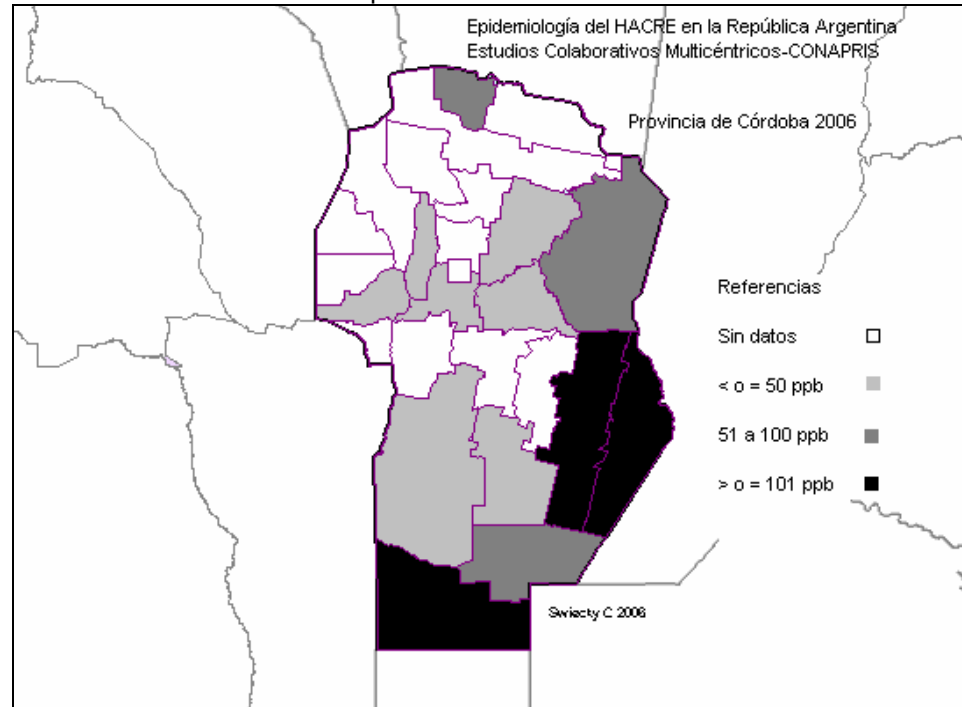 Epidemiología del HACRE en la República Argentina
Estudios Colaborativos Multicéntricos-CONAPRIS
Provincia de Córdoba 2006
Referencias
Sin datos
< o = 50 ppb
51 a 100 ppb
> o = 101 ppb
Swiecty C 2006